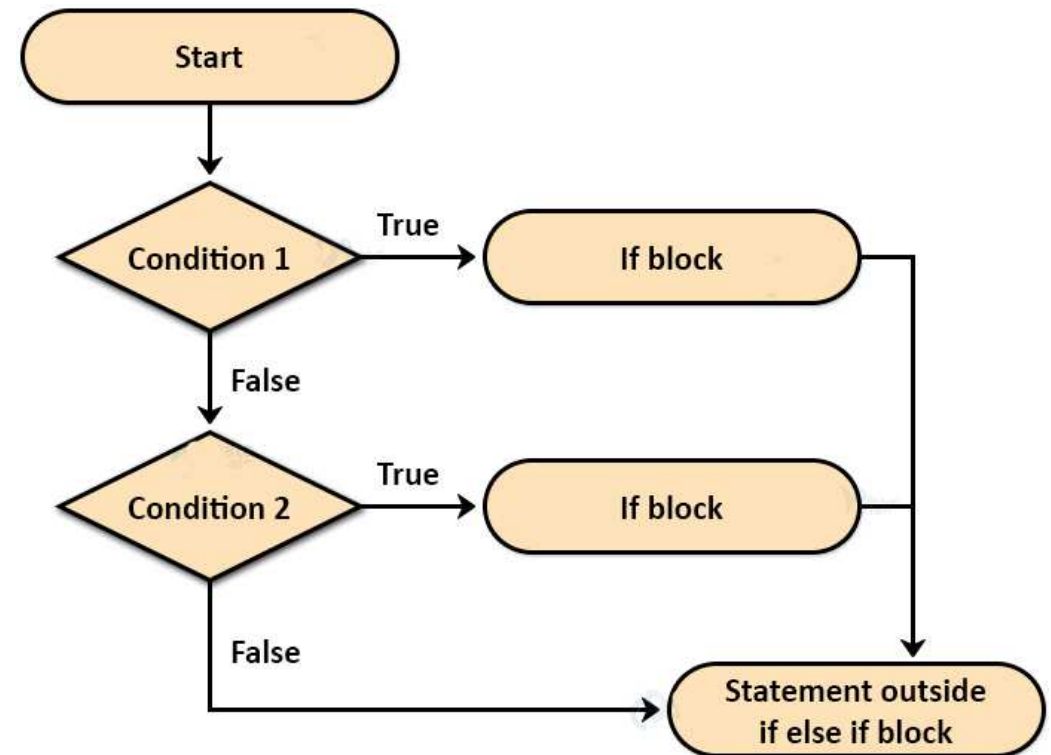 Start
True
Condition 1
If block
False
True
Condition 2
If block
False
Statement outside
if else if block